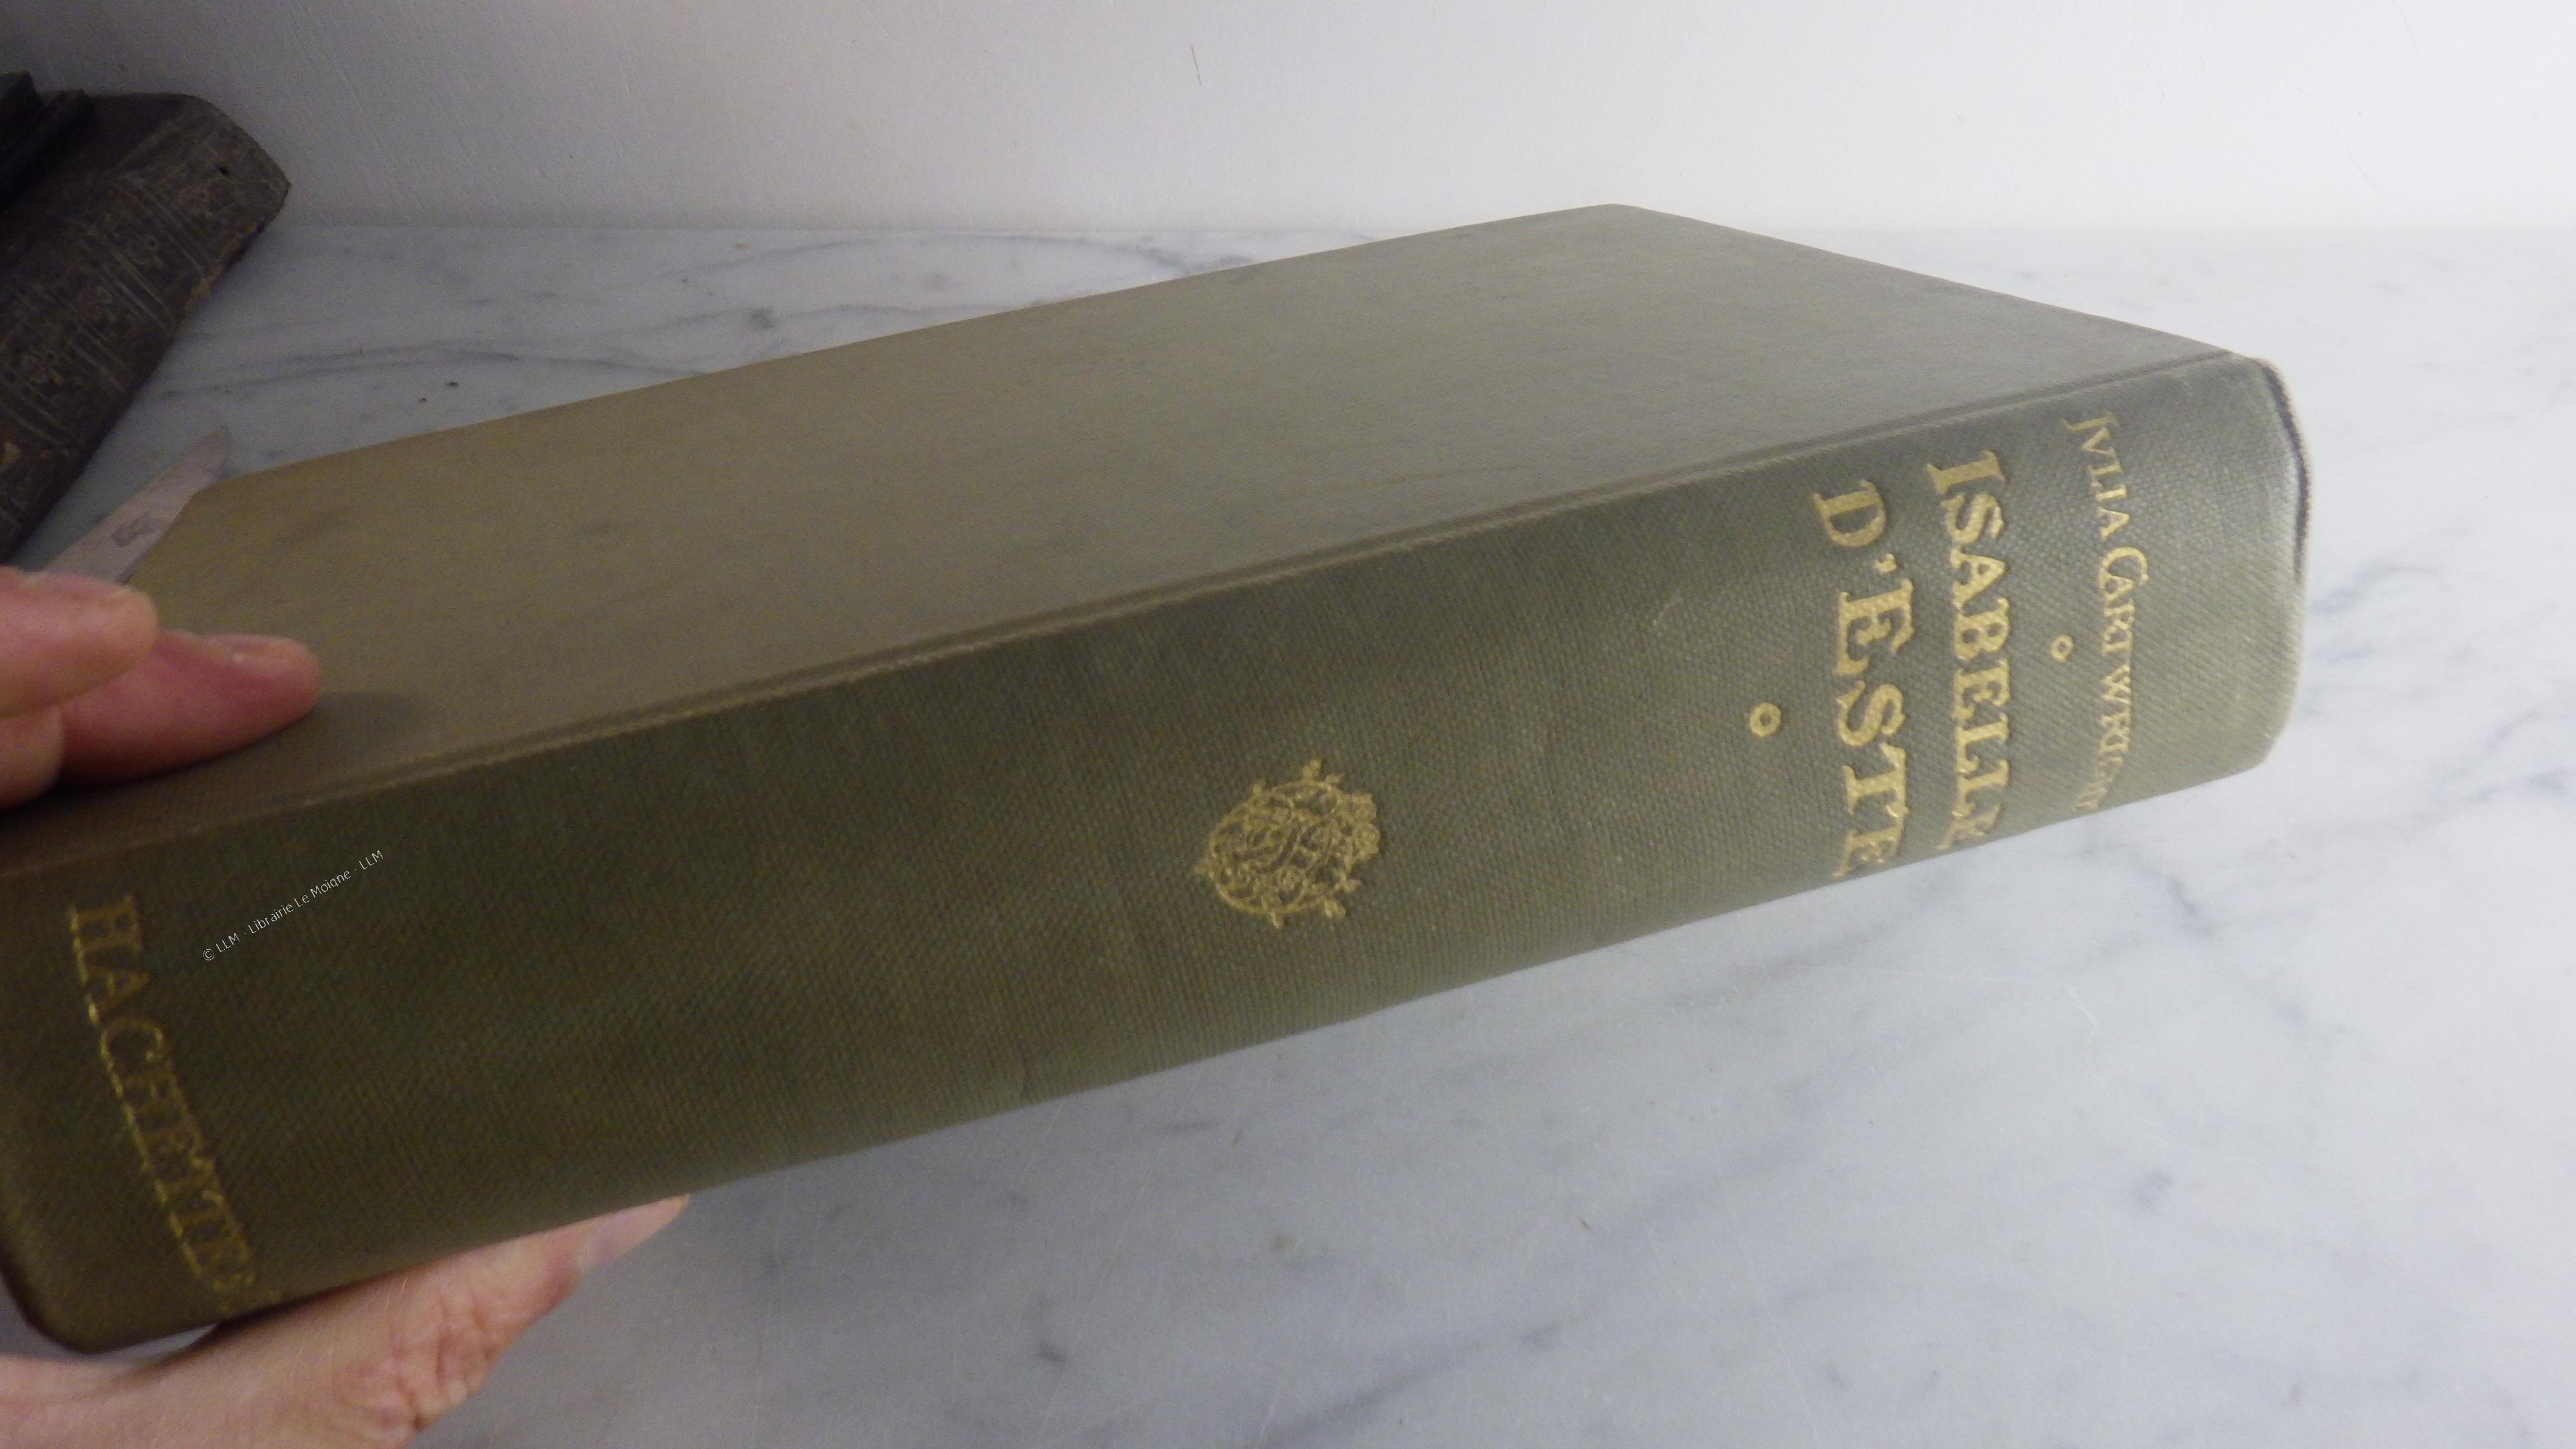 JVLIA CARTWRIGHT
ISABELLE
D'ESTE
HACHETTE
© LLM - Librairie Le Moigne - LLM